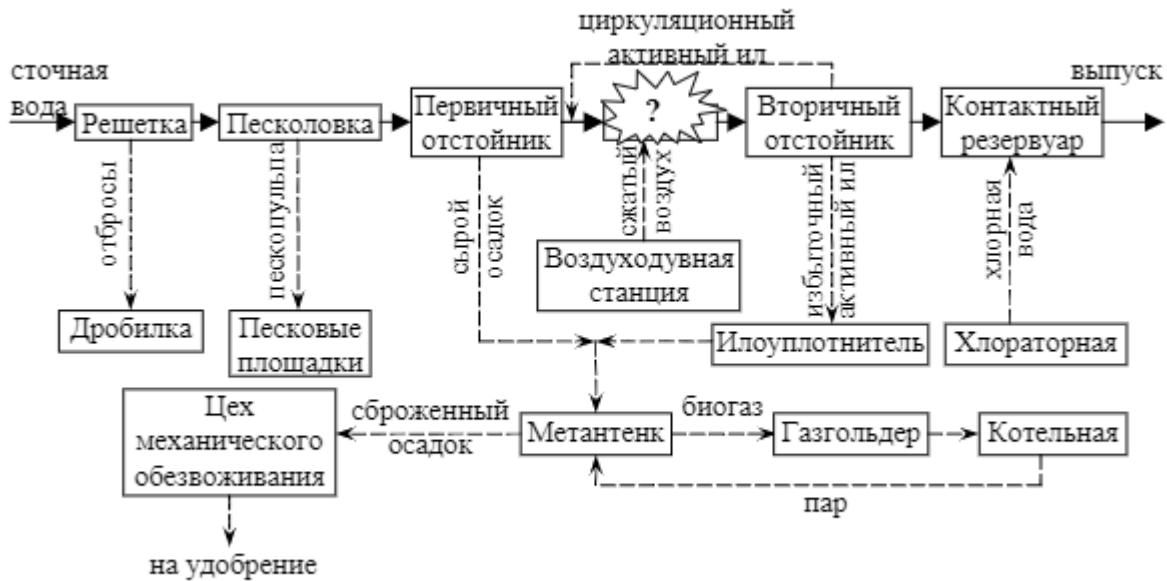 циркуляционный
активный ил
сточная
вода
выпуск
Решетка
Песколовка
Первичный
отстойник
?
Вторичный
отстойник
Контактный
резервуар
отбросы
пескопульпа
сырой
осадок
сжатый
воздух
избыточный
активный ил
хлорная
вода
Воздуходувная
станция
Дробилка
Песковые
площадки
Илоуплотнитель
Хлораторная
Цех
механического
обезвоживания
сброженный
осадок
Метантенк
биогаз
Газгольдер
Котельная
пар
на удобрение